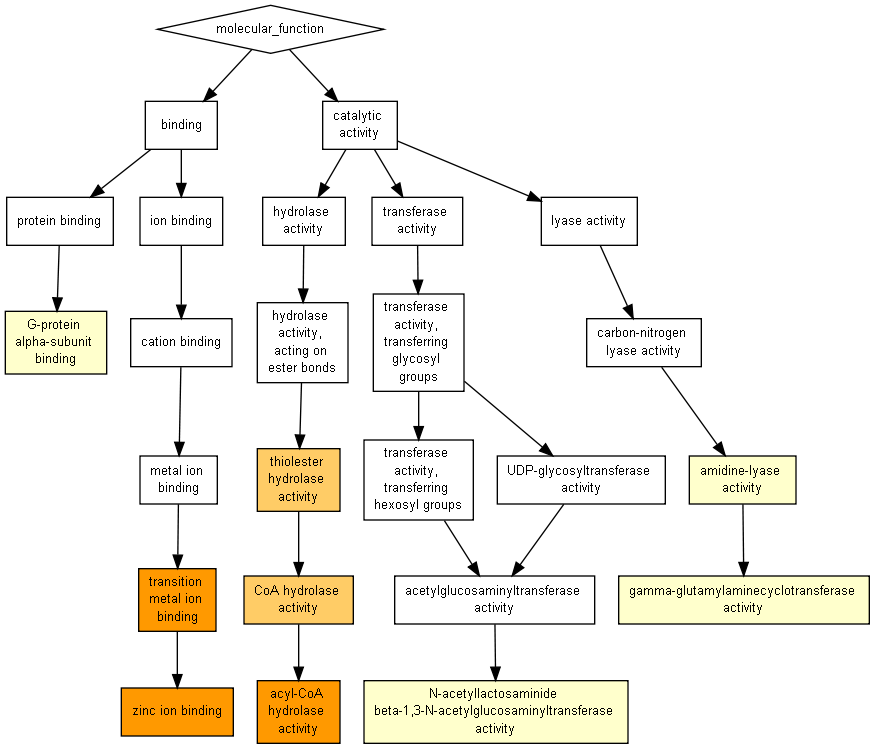 molecular_function
binding
catalytic
activity
protein binding
ion binding
hydrolase
activity
transferase
activity
lyase activity
G-protein
alpha-subunit
binding
cation binding
hydrolase
activity,
acting on
ester bonds
transferase
activity,
transferring
glycosyl
groups
carbon-nitrogen
lyase activity
metal ion
binding
thiolester
hydrolase
activity
transferase
activity,
transferring
hexosyl groups
UDP-glycosyltransferase
activity
amidine-lyase
activity
transition
metal ion
binding
CoA hydrolase
activity
acetylglucosaminyltransferase
activity
gamma-glutamylaminecyclotransferase
activity
zinc ion binding
acyl-CoA
hydrolase
activity
N-acetyllactosaminide
beta-1,3-N-acetylglucosaminyltransferase
activity